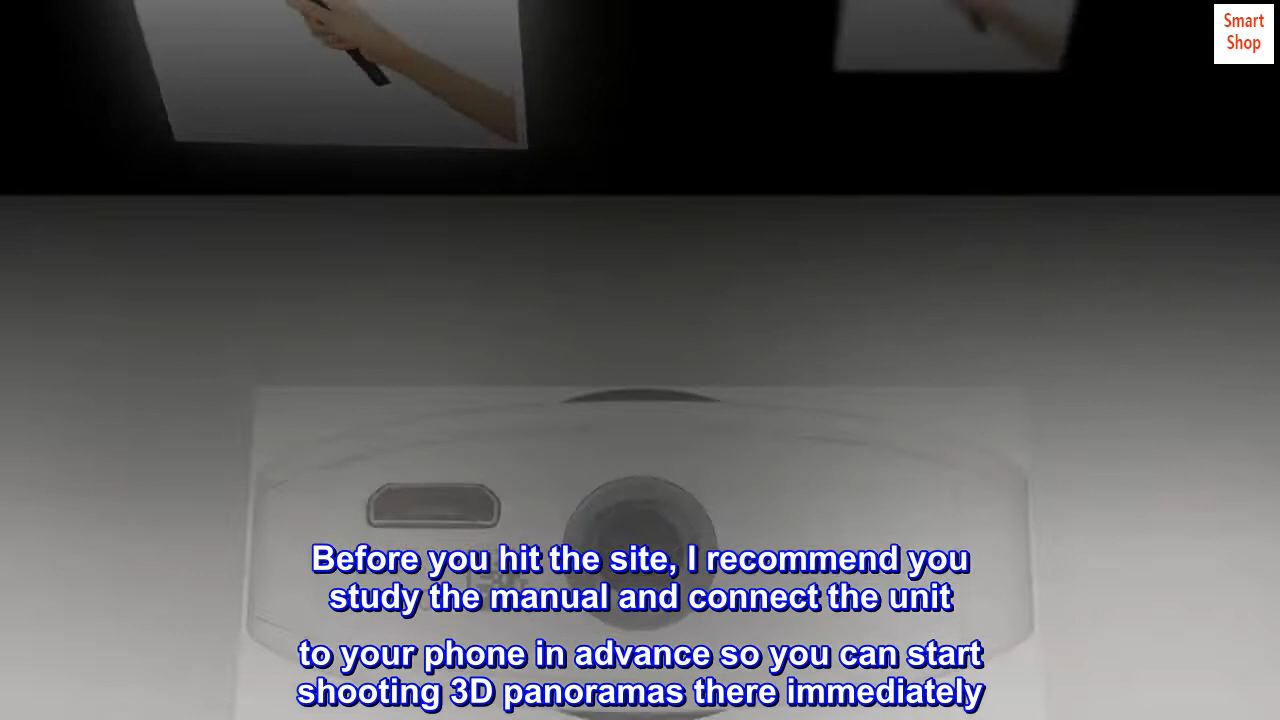 Smart
Shop
Before you hit the site, I recommend you
study the manual and connect the unit
to your phone in advance so you can start
shooting 3D panoramas there immediately